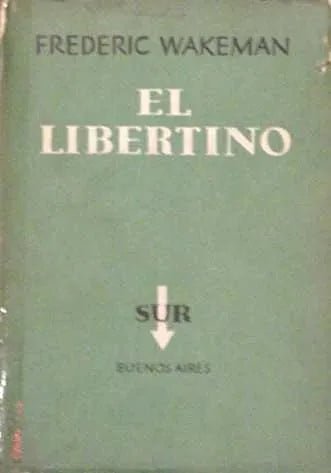 FREDERIC WAKEMAN
EL
LIBERTINO
SUR
BUENOS AIRES